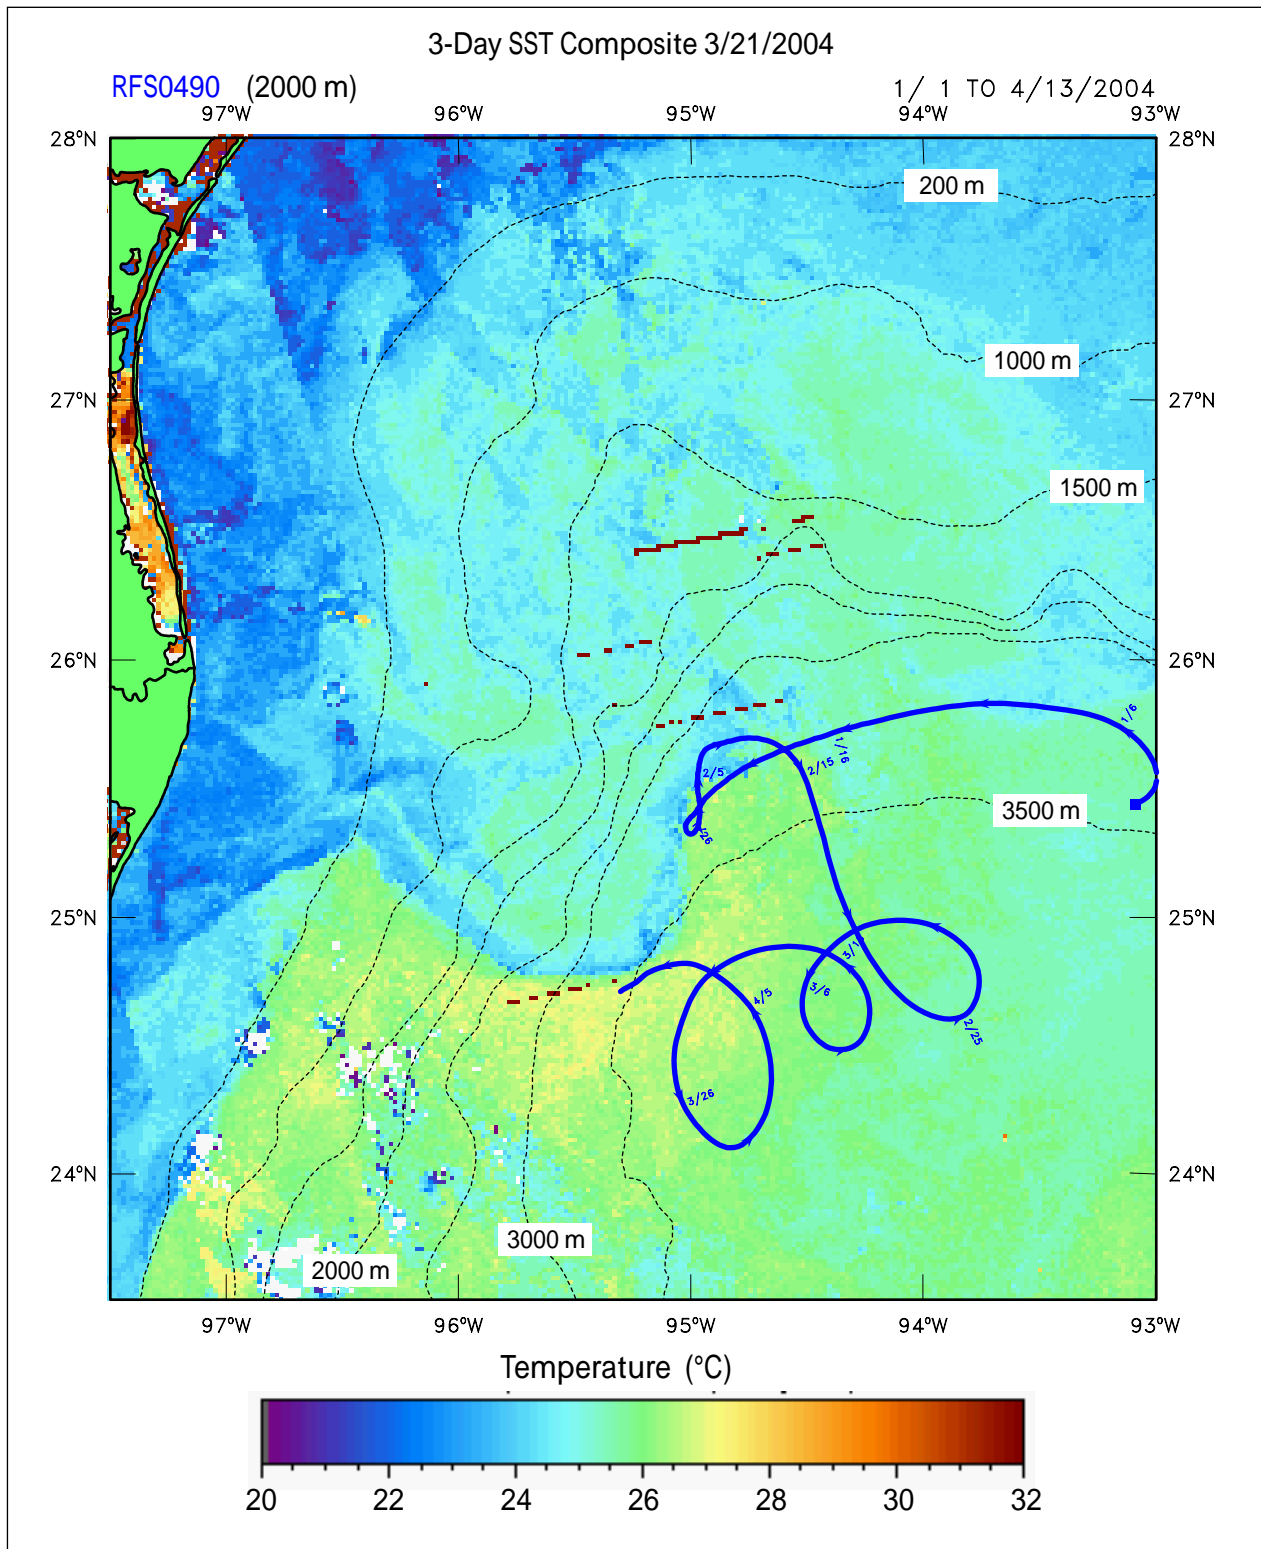 3-Day SST Composite 3/21/2004
RFS0490 (2000 m) 1/ 1 TO 4/13/2004
97°W 96°W 95°W 94°W 93°W
28°N 28°N
200 m
1000 m
27°N 27°N
1500 m
26°N 26°N
1/6
1/16
2/15
2/5
3500 m
26
25°N 25°N
3/6
4/5
2/25
3/26
24°N 24°N
3000 m
2000 m
97°W 96°W 95°W 94°W 93°W
Temperature (°C)
20 22 24 26 28 30 32